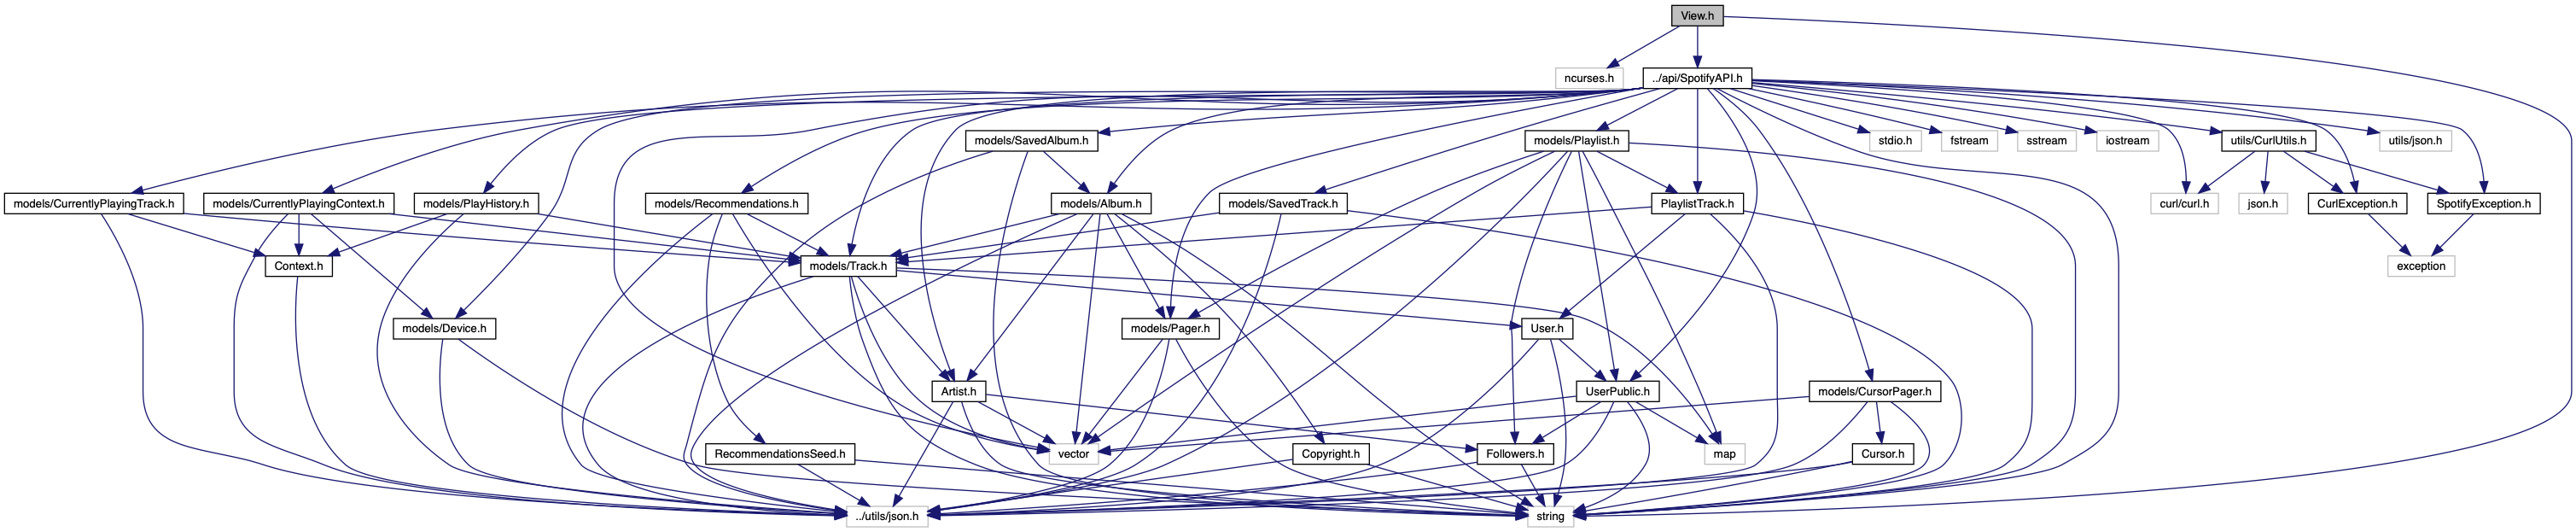 View.h
ncurses.h
../api/SpotifyAPI.h
models/SavedAlbum.h
models/Playlist.h
stdio.h
fstream
sstream
iostream
utils/CurlUtils.h
utils/json.h
models/CurrentlyPlayingTrack.h
models/CurrentlyPlayingContext.h
models/PlayHistory.h
models/Recommendations.h
models/Album.h
models/SavedTrack.h
PlaylistTrack.h
curl/curl.h
json.h
CurlException.h
SpotifyException.h
Context.h
models/Track.h
exception
models/Device.h
models/Pager.h
User.h
Artist.h
UserPublic.h
models/CursorPager.h
RecommendationsSeed.h
vector
Copyright.h
Followers.h
map
Cursor.h
../utils/json.h
string